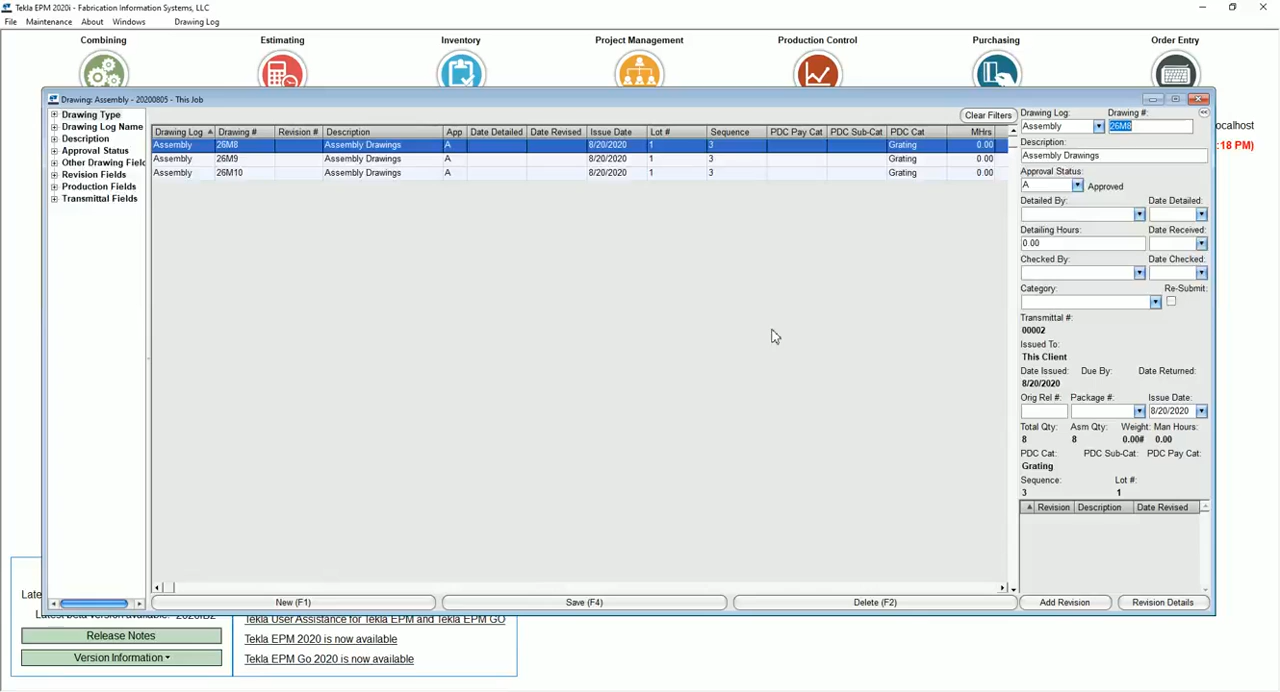 Tekla EPM 2020i - Fabrication Information Systems, LLC
File Maintenance About Windows Drawing Log
Combining Estimating Inventory Project Management Production Control Purchasing Order Entry
Drawing: Assembly - 20200805 - This Job
Drawing Type
Drawing Log Name
Description
Approval Status
Other Drawing Field
Revision Fields
Production Fields
Transmittal Fields
Clear Filters
Drawing Log Drawing # Revision # Description App Date Detailed Date Revised Issue Date Lot # Sequence PDC Pay Cat PDC Sub-Cat PDC Cat MHrs
Assembly 26M8 Assembly Drawings A 8/20/2020 1 3 Grating 0.00
Assembly 26M9 Assembly Drawings A 8/20/2020 1 3 Grating 0.00
Assembly 26M10 Assembly Drawings A 8/20/2020 1 3 Grating 0.00
New (F1) Save (F4) Delete (F2)
Drawing Log: Drawing #:
Assembly 26M8
Description:
Assembly Drawings
Approval Status:
A Approved
Detailed By: Date Detailed:
Detailing Hours: Date Received:
0.00
Checked By: Date Checked:
Category: Re-Submit:
Transmittal #:
00002
Issued To:
This Client
Date Issued: Due By: Date Returned:
8/20/2020
Orig Rel #: Package #: Issue Date:
8/20/2020
Total Qty: Asm Qty: Weight: Man Hours:
8 8 0.00# 0.00
PDC Cat: PDC Sub-Cat: PDC Pay Cat:
Grating
Sequence: Lot #:
3 1
Revision Description Date Revised
Add Revision Revision Details
ocalhost
:18 PM)
Release Notes
Version Information
Tekla User Assistance for Tekla EPM and Tekla EPM GO
Tekla EPM 2020 is now available
Tekla EPM Go 2020 is now available